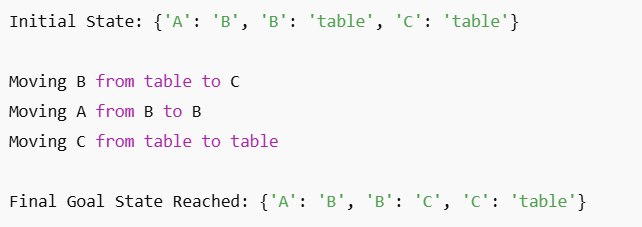 Initial State: {'A': 'B', 'B': 'table', 'C': 'table'}
Moving B from table to C
Moving A from B to B
Moving C from table to table
Final Goal State Reached: {'A': 'B', 'B': 'C', 'C': 'table'}